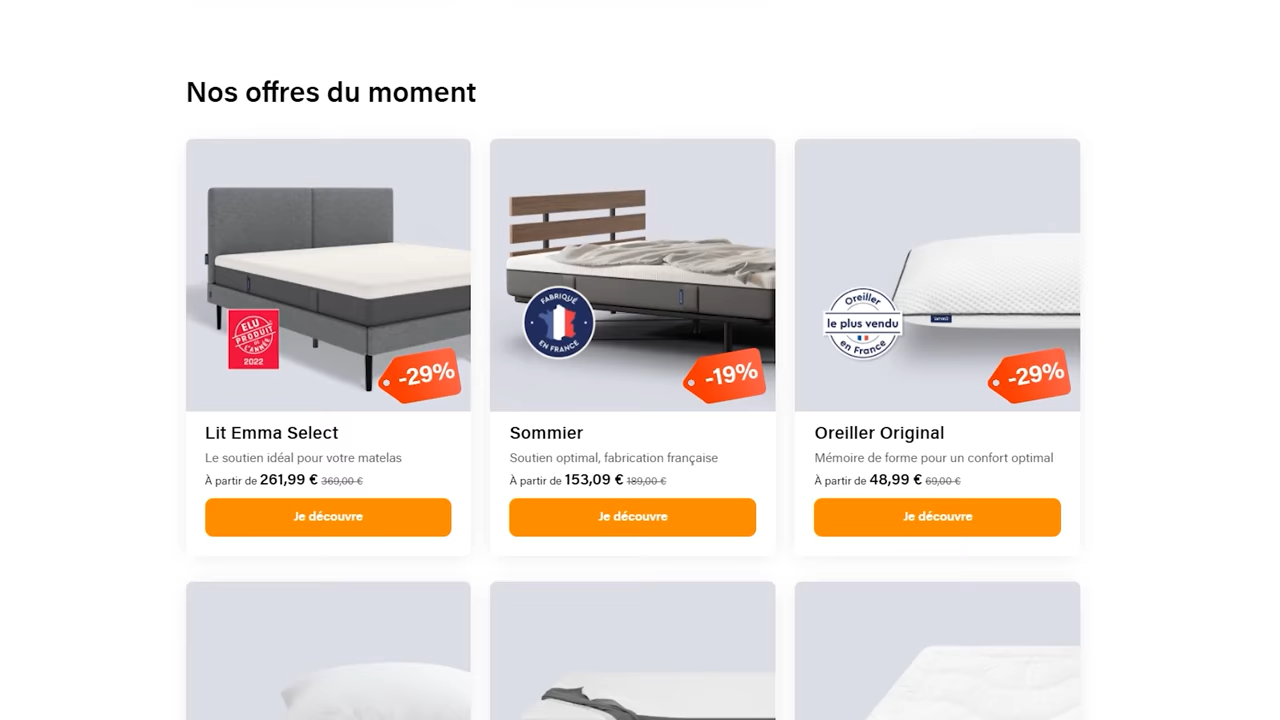 Nos offres du moment
ÉLU
PRODUIT
DE
L'ANNÉE
2022
-29%
FABRIQUÉ
EN FRANCE
-19%
Oreiller
le plus vendu
en France
-29%
Lit Emma Select
Le soutien idéal pour votre matelas
À partir de 261,99 € 369,00 €
Je découvre
Sommier
Soutien optimal, fabrication française
À partir de 153,09 € 189,00 €
Je découvre
Oreiller Original
Mémoire de forme pour un confort optimal
À partir de 48,99 € 69,00 €
Je découvre